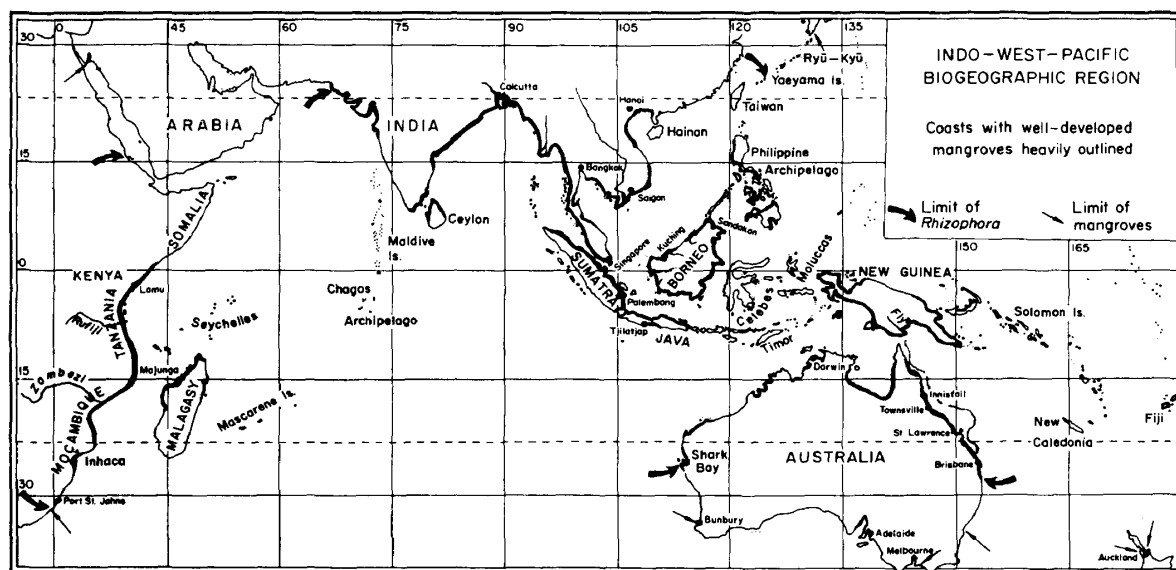 0 45 60 75 90 105 120 135
30
INDO-WEST-PACIFIC
BIOGEOGRAPHIC REGION
Ryū-Kyū
Yaeyama Is.
Calcutta
Taiwan
Hanoi
ARABIA
INDIA
Hainan
Coasts with well-developed
mangroves heavily outlined
15
Bangkok
Philippine
Archipelago
Saigon
Limit of
Rhizophora
Limit of
mangroves
SOMALIA
Ceylon
Maldive
Is.
Sandakan
Kuching
150 165
Singapore
BORNEO
Moluccas
KENYA
Lamu
0
SUMATRA
NEW GUINEA
Chagos
Archipelago
Palembang
Celebes
TANZANIA
Rufiji
Seychelles
Tjilatjap
JAVA
Timor
Fly
Solomon Is.
Majunga
15
Zambezi
Darwin
Innisfail
MOÇAMBIQUE
MALAGASY
Mascarene Is.
Townsville
New
Caledonia
Fiji
St Lawrence
Inhaca
Shark
Bay
AUSTRALIA
Brisbane
30
Port St. Johns
Bunbury
Adelaide
Melbourne
Auckland